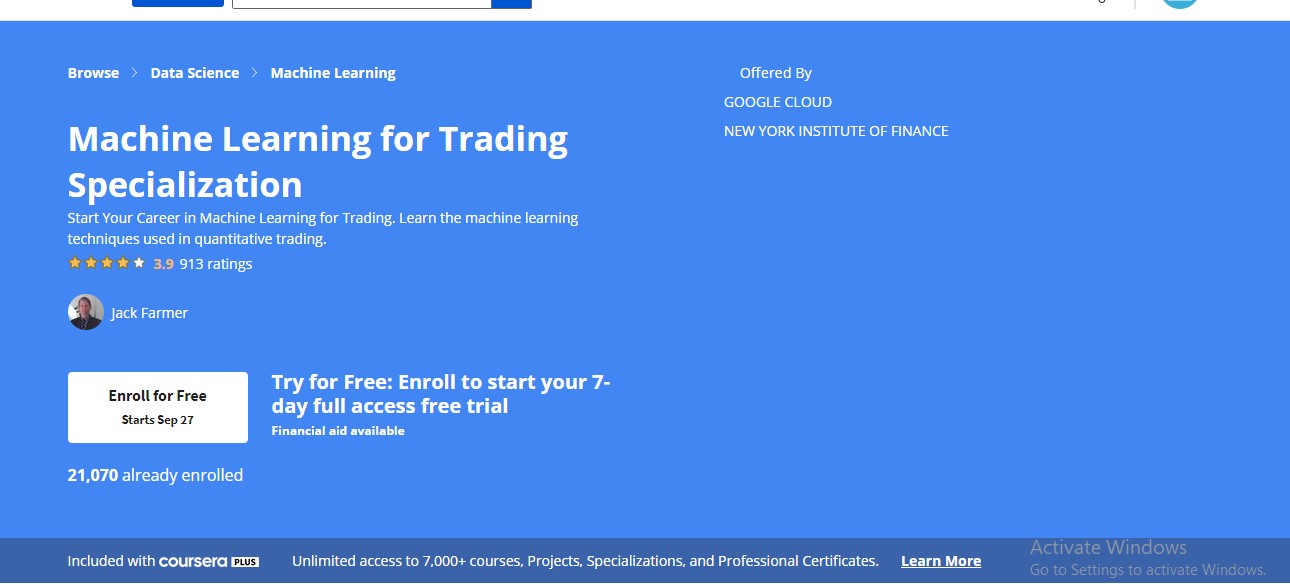 Browse > Data Science > Machine Learning
Offered By
GOOGLE CLOUD
NEW YORK INSTITUTE OF FINANCE
Machine Learning for Trading
Specialization
Start Your Career in Machine Learning for Trading. Learn the machine learning
techniques used in quantitative trading.
3.9 913 ratings
Jack Farmer
Enroll for Free
Starts Sep 27
Try for Free: Enroll to start your 7-
day full access free trial
Financial aid available
21,070 already enrolled
Included with coursera PLUS
Unlimited access to 7,000+ courses, Projects, Specializations, and Professional Certificates. Learn More
Activate Windows
Go to Settings to activate Windows.